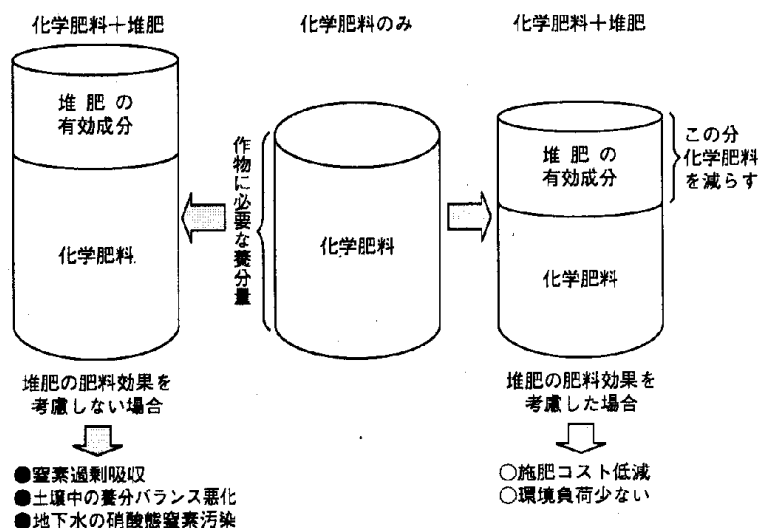 化学肥料+堆肥
化学肥料のみ
化学肥料+堆肥
堆肥の
有効成分
化学肥料
作物に必要な養分量
化学肥料
堆肥の
有効成分
化学肥料
この分
化学肥料
を減らす
堆肥の肥料効果を
考慮しない場合
堆肥の肥料効果を
考慮した場合
●窒素過剰吸収
●土壌中の養分バランス悪化
●地下水の硝酸態窒素汚染
○施肥コスト低減
○環境負荷少ない